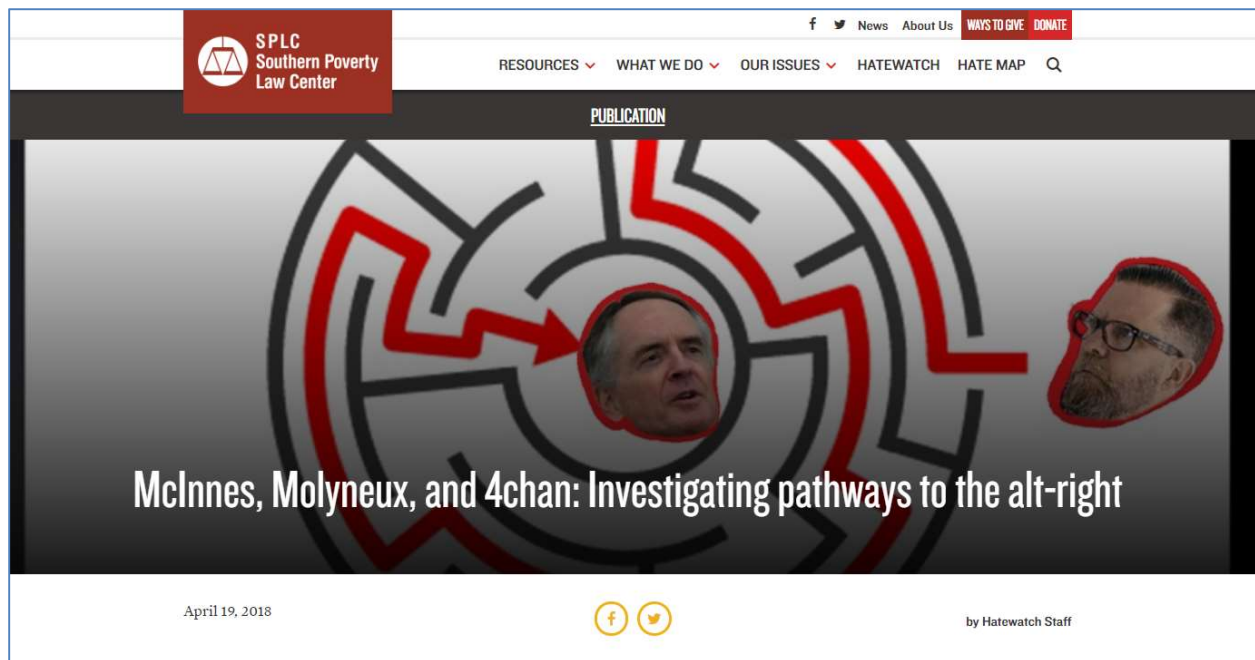 News About Us WAYS TO GIVE DONATE
SPLC
Southern Poverty
Law Center
RESOURCES WHAT WE DO OUR ISSUES HATEWATCH HATE MAP
PUBLICATION
McInnes, Molyneux, and 4chan: Investigating pathways to the alt-right
April 19, 2018
by Hatewatch Staff